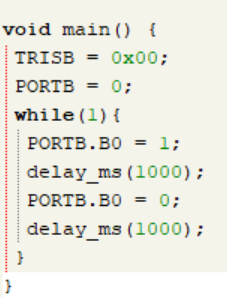 void main() {
TRISB = 0x00;
PORTB = 0;
while(1){
PORTB.B0 = 1;
delay_ms(1000);
PORTB.B0 = 0;
delay_ms(1000);
}
}